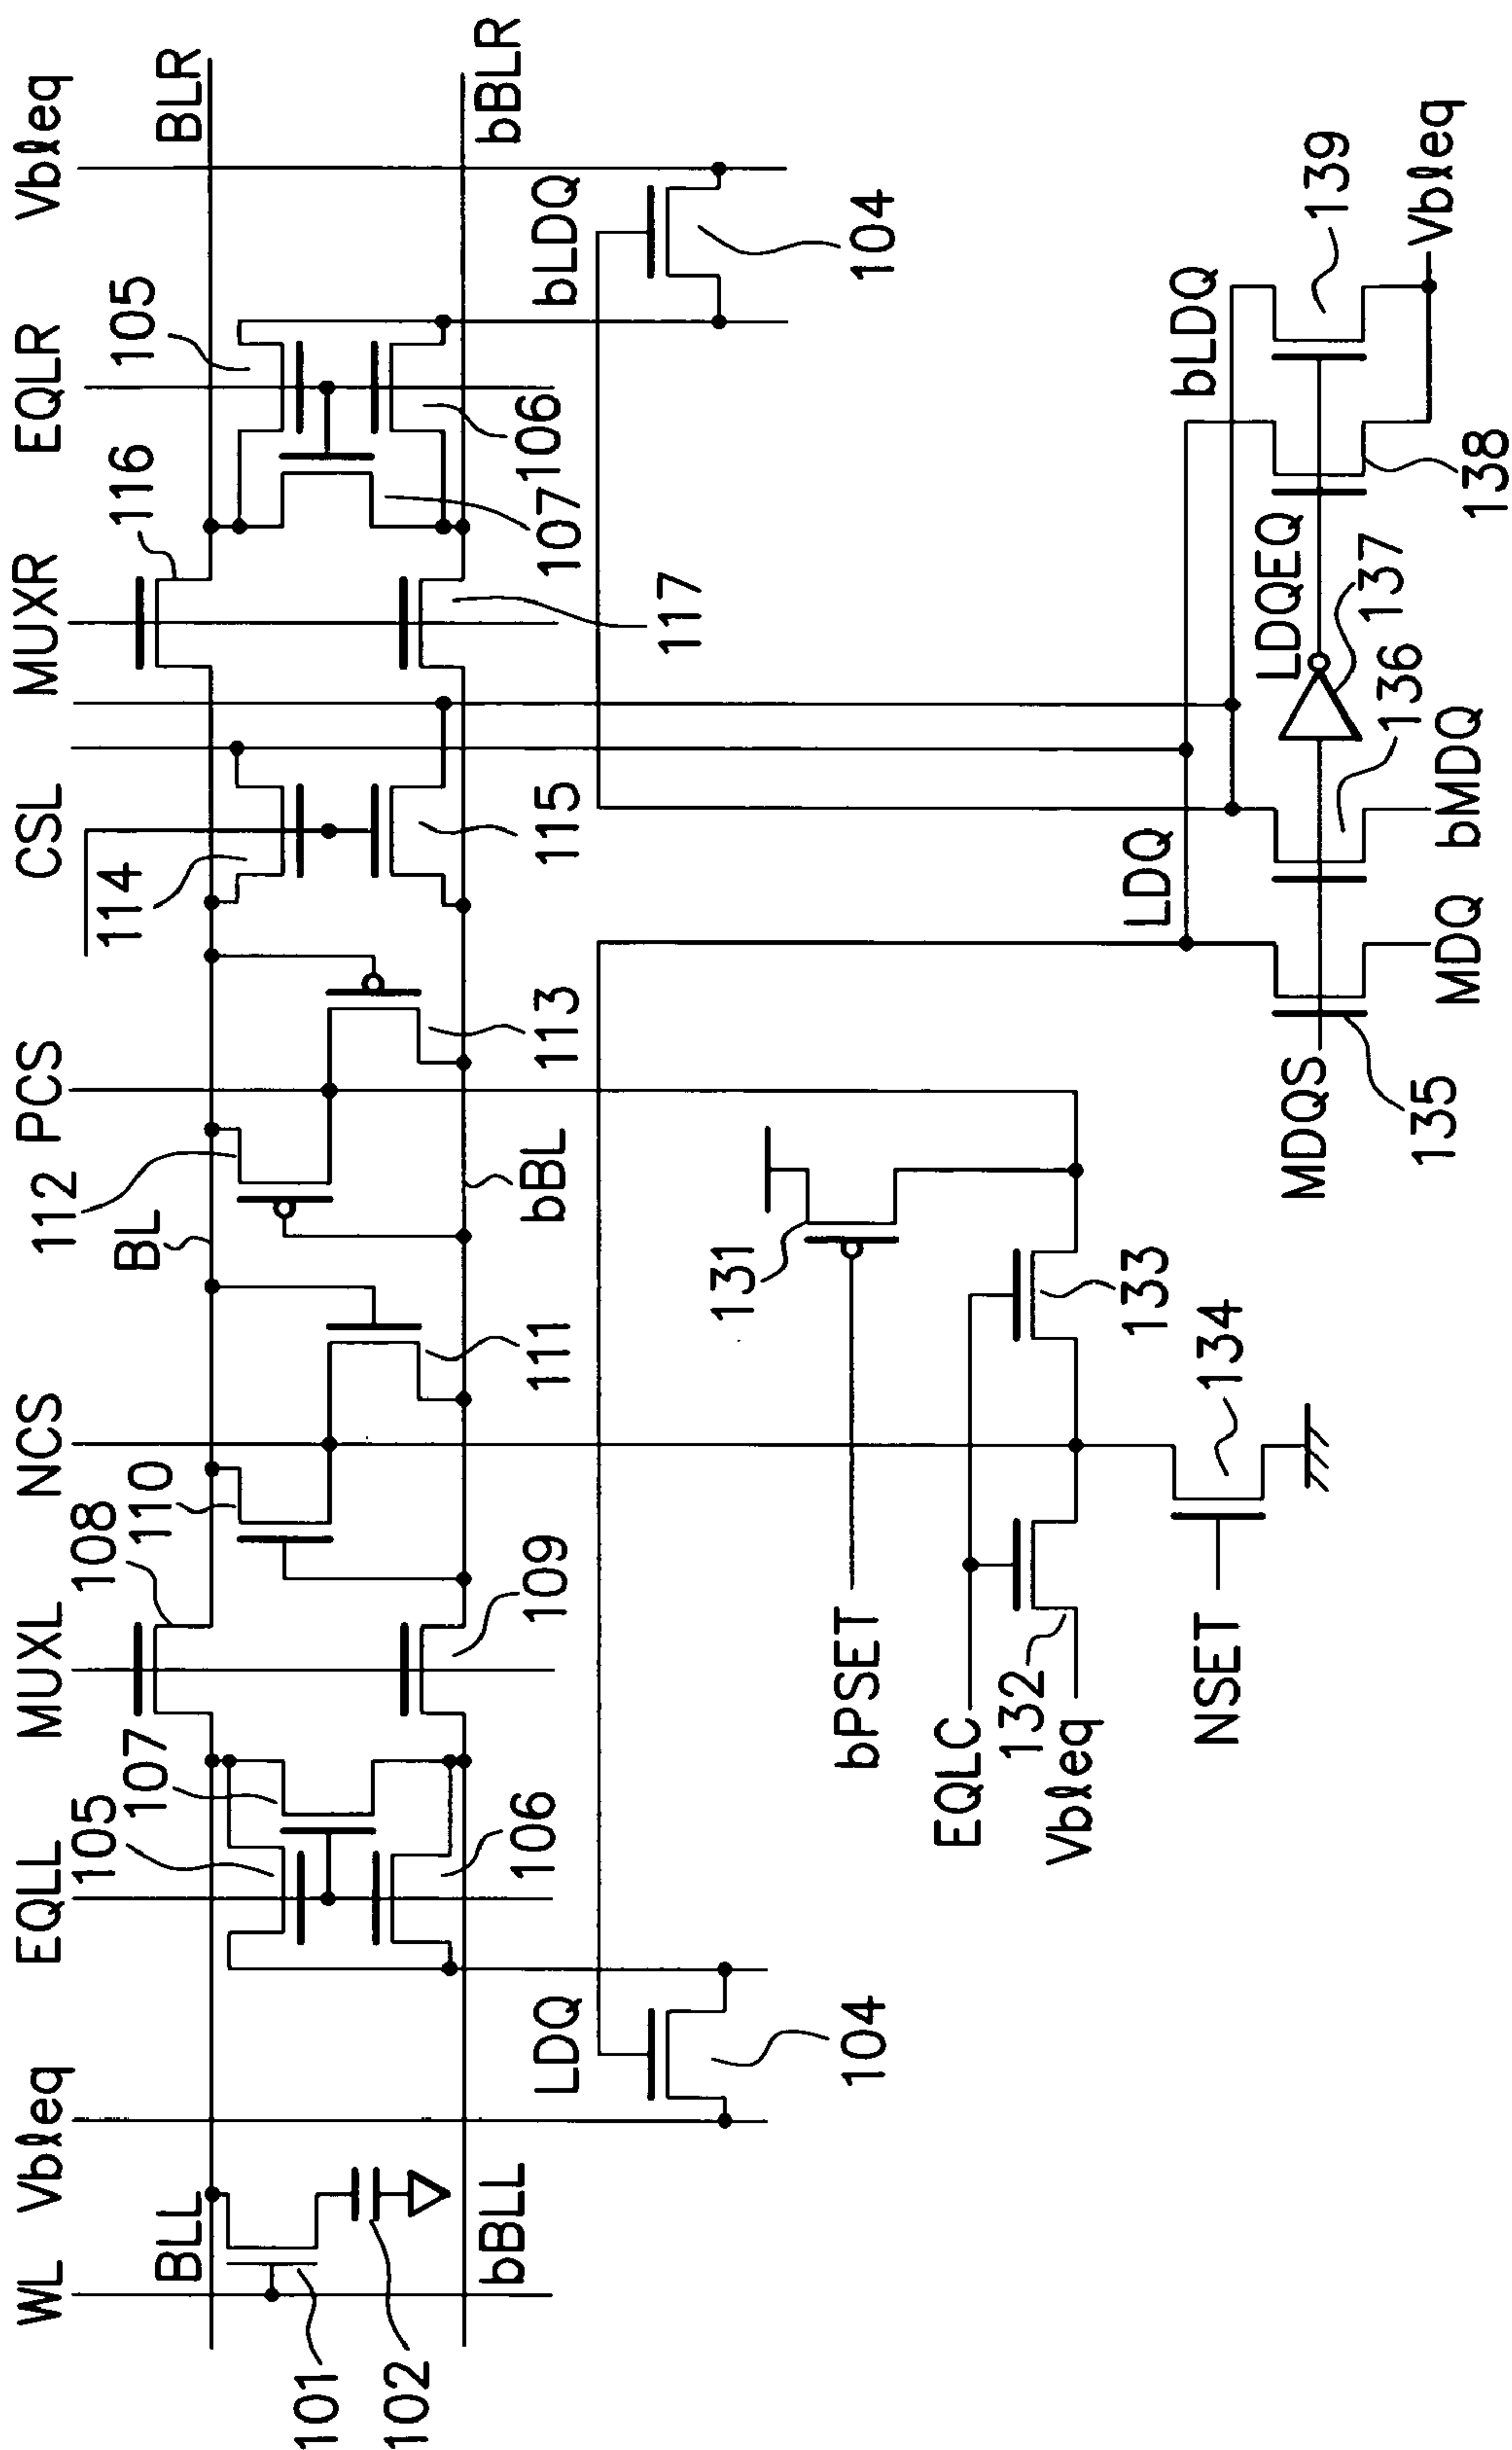 WL
Vbℓeq
EQLL
MUXL
NCS
PCS
CSL
MUXR
EQLR
Vbℓeq
105
107
108
110
112
114
116
105
BLL
BL
BLR
101
102
bBLL
106
109
111
bBL
113
115
107
106
bBLR
LDQ
117
bLDQ
104
104
131
bPSET
EQLC
132
133
Vbℓeq
NSET
134
LDQ
bLDQ
139
LDQEQ
MDQS
137
136
Vbℓeq
135
MDQ
bMDQ
138